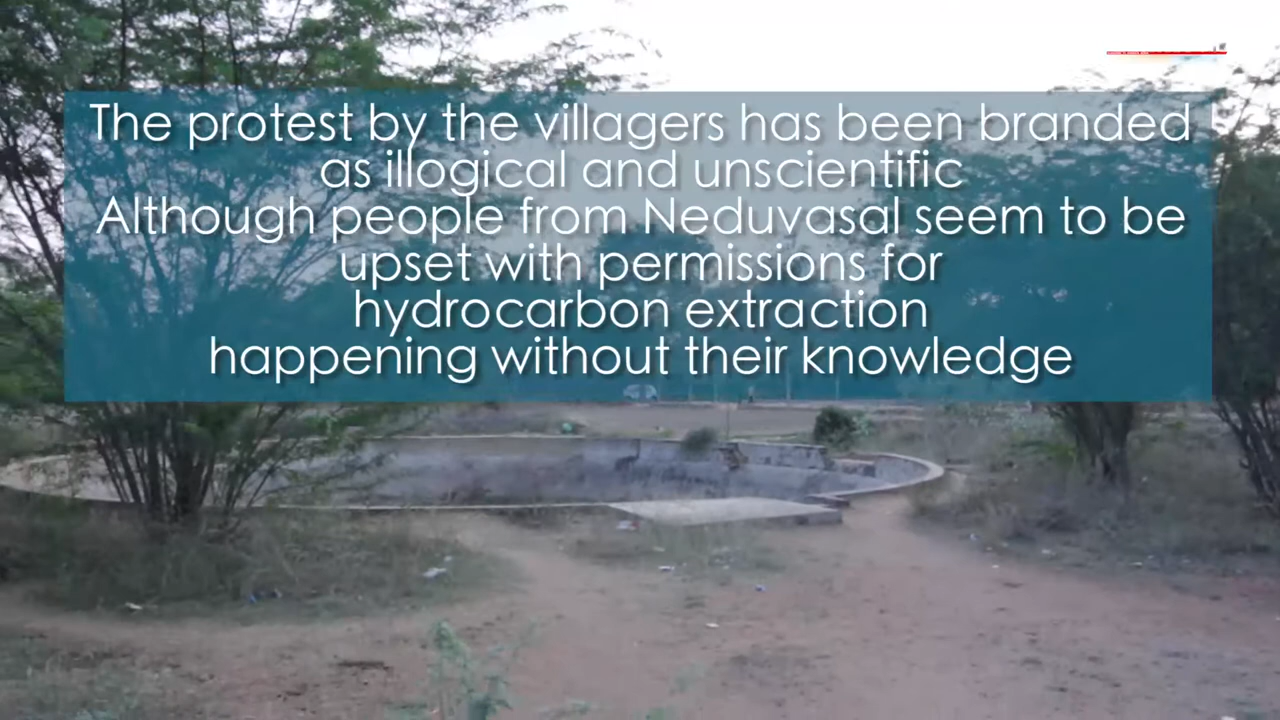 The protest by the villagers has been branded
as illogical and unscientific
Although people from Neduvasal seem to be
upset with permissions for
hydrocarbon extraction
happening without their knowledge